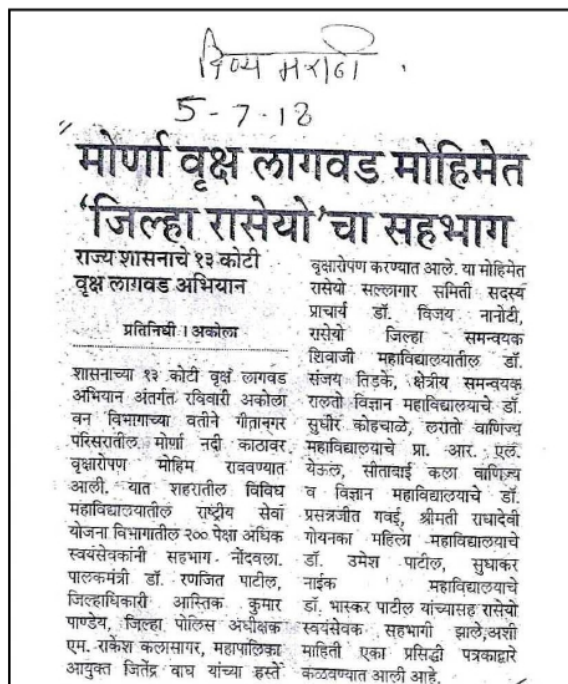 दिव्य मराठी
5-7-18
मोर्णा वृक्ष लागवड मोहिमेत
'जिल्हा रासेयो'चा सहभाग
राज्य शासनाचे १३ कोटी
वृक्ष लागवड अभियान
प्रतिनिधी । अकोला
शासनाच्या १३ कोटी वृक्ष लागवड
अभियान अंतर्गत रविवारी अकोला
वन विभागाच्या वतीने गीतानगर
परिसरातील मोर्णा नदी काठावर
वृक्षारोपण मोहिम राबवण्यात
आली. यात शहरातील विविध
महाविद्यालयातील राष्ट्रीय सेवा
योजना विभागातील २०० पेक्षा अधिक
स्वयंसेवकांनी सहभाग नोंदवला.
पालकमंत्री डॉ. रणजित पाटील,
जिल्हाधिकारी आस्तिक कुमार
पाण्डेय, जिल्हा पोलिस अधीक्षक
एम. राकेश कलासागर, महापालिका
आयुक्त जितेंद्र वाघ यांच्या हस्ते
वृक्षारोपण करण्यात आले. या मोहिमेत
रासेयो सल्लागार समिती सदस्य
प्राचार्य डॉ. विजय नानोटी,
रासेयो जिल्हा समन्वयक
शिवाजी महाविद्यालयातील डॉ.
संजय तिडके, क्षेत्रीय समन्वयक
रालतो विज्ञान महाविद्यालयाचे डॉ.
सुधीर कोहचाळे, लरातो वाणिज्य
महाविद्यालयाचे प्रा. आर. एल.
येऊल, सीताबाई कला वाणिज्य
व विज्ञान महाविद्यालयाचे डॉ.
प्रसन्नजीत गवई, श्रीमती राधादेवी
गोयनका महिला महाविद्यालयाचे
डॉ. उमेश पाटील, सुधाकर
नाईक महाविद्यालयाचे
डॉ. भास्कर पाटील यांच्यासह रासेयो
स्वयंसेवक सहभागी झाले,अशी
माहिती एका प्रसिद्धी पत्रकाद्वारे
कळवण्यात आली आहे.